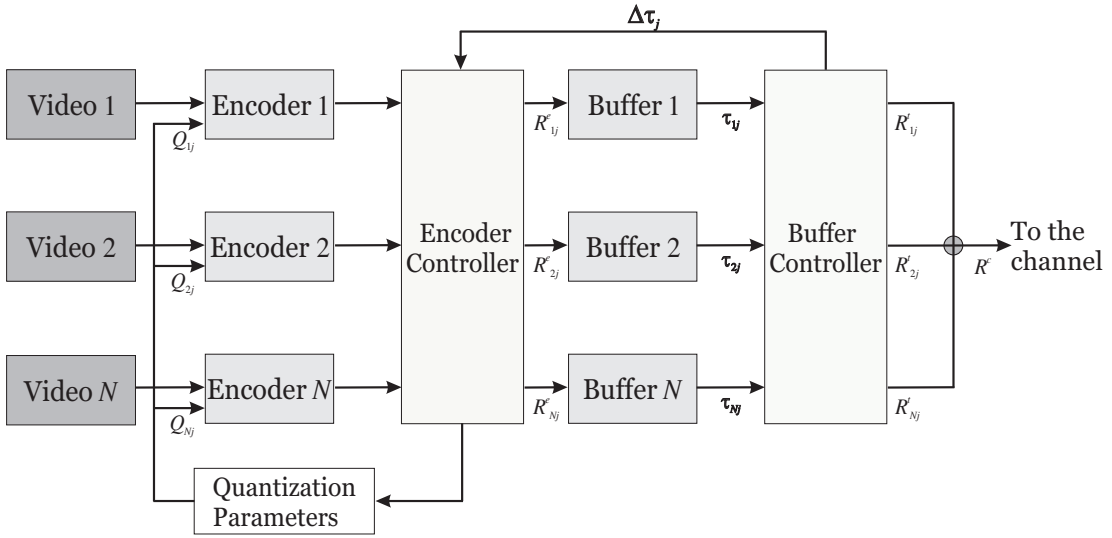 Δτj
Video 1
Encoder 1
Buffer 1
Q1j
R^e_1j
τ1j
R^t_1j
Video 2
Encoder 2
Encoder
Controller
Buffer 2
Buffer
Controller
To the
channel
Q2j
R^e_2j
τ2j
R^t_2j
R^c
Video N
Encoder N
Buffer N
QNj
R^e_Nj
τNj
R^t_Nj
Quantization
Parameters